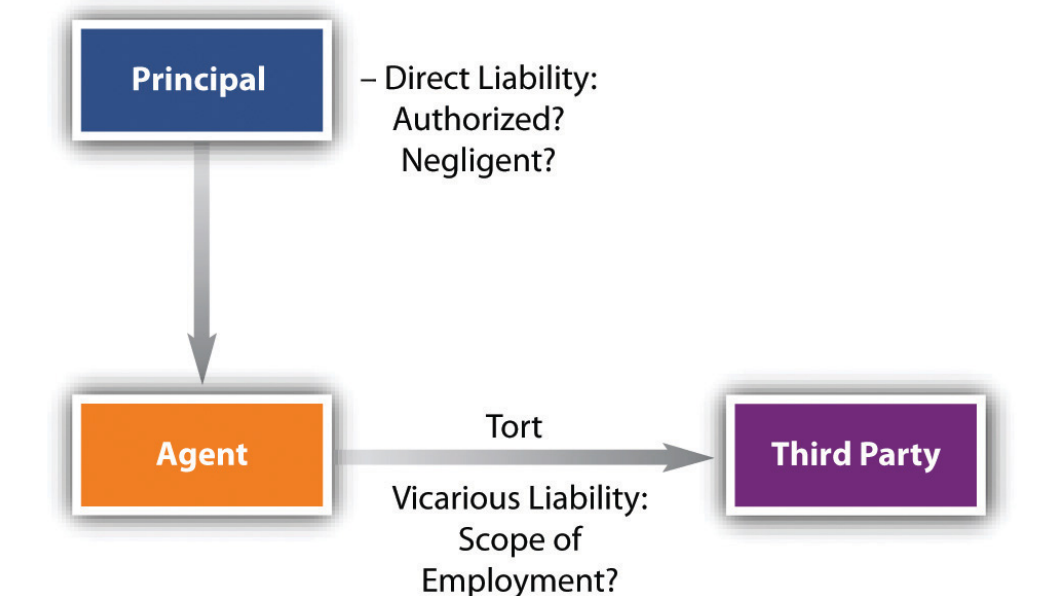 Principal
– Direct Liability:
Authorized?
Negligent?
Agent
Tort
Third Party
Vicarious Liability:
Scope of
Employment?